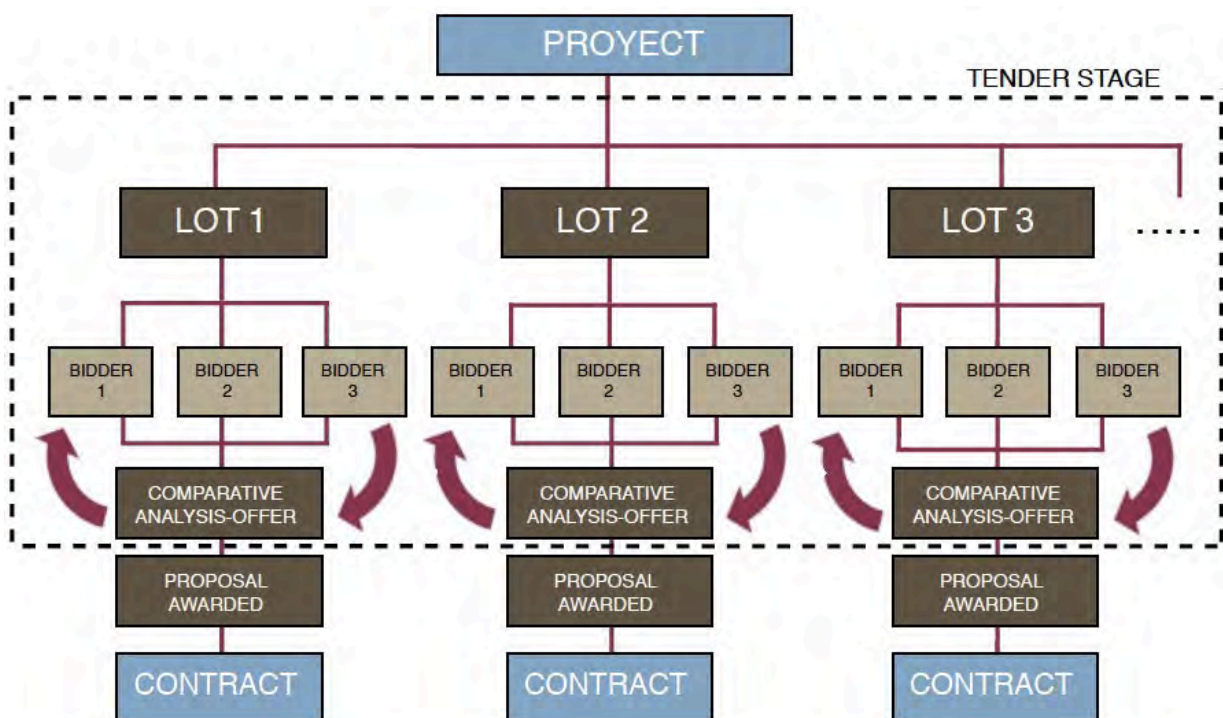 PROYECT
TENDER STAGE
LOT 1
LOT 2
LOT 3
.....
BIDDER
1
BIDDER
2
BIDDER
3
BIDDER
1
BIDDER
2
BIDDER
3
BIDDER
1
BIDDER
2
BIDDER
3
COMPARATIVE
ANALYSIS-OFFER
COMPARATIVE
ANALYSIS-OFFER
COMPARATIVE
ANALYSIS-OFFER
PROPOSAL
AWARDED
PROPOSAL
AWARDED
PROPOSAL
AWARDED
CONTRACT
CONTRACT
CONTRACT